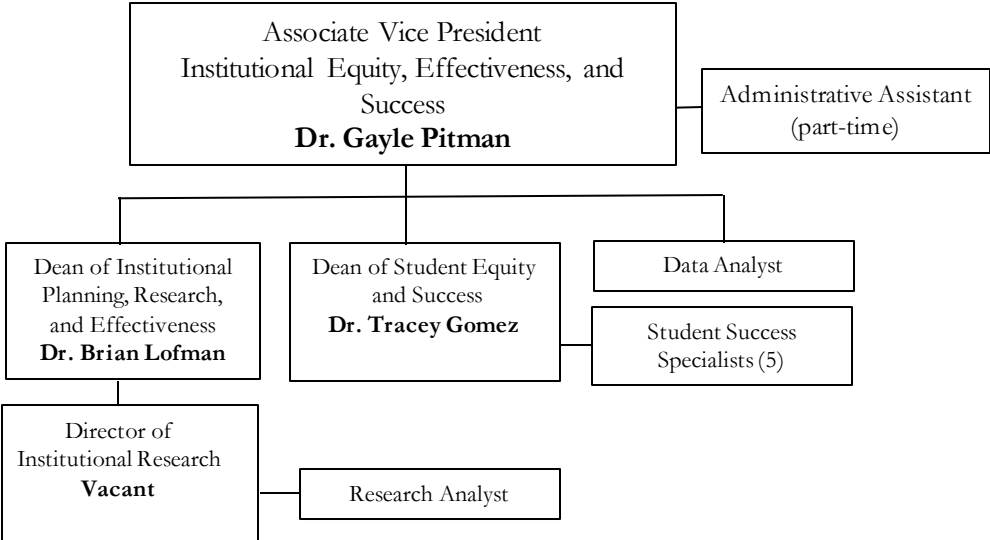 Associate Vice President
Institutional Equity, Effectiveness, and
Success
Dr. Gayle Pitman
Administrative Assistant
(part-time)
Dean of Institutional
Planning, Research,
and Effectiveness
Dr. Brian Lofman
Dean of Student Equity
and Success
Dr. Tracey Gomez
Data Analyst
Student Success
Specialists (5)
Director of
Institutional Research
Vacant
Research Analyst